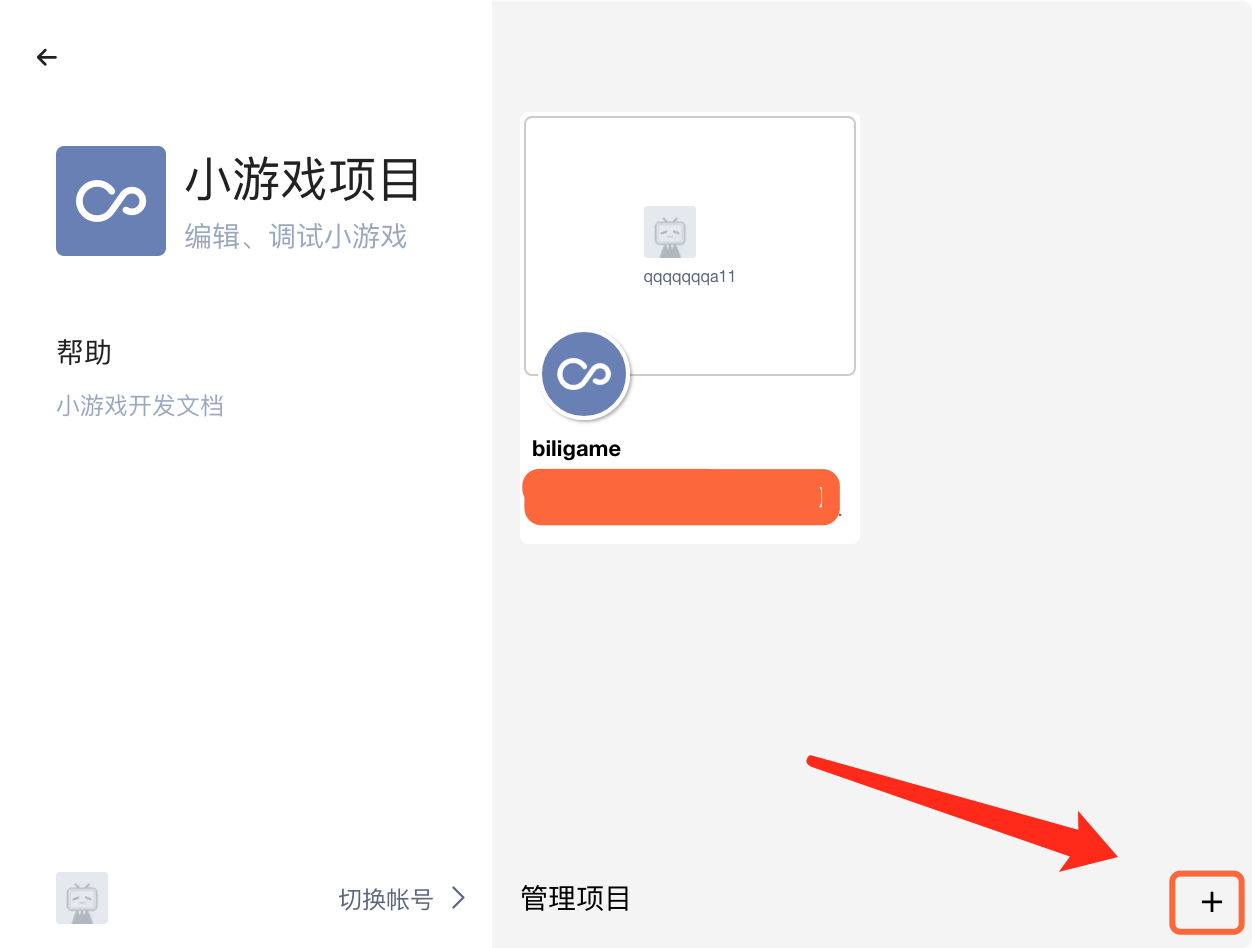 小游戏项目
编辑、调试小游戏
帮助
小游戏开发文档
切换帐号
qqqqqqqa11
biligame
管理项目